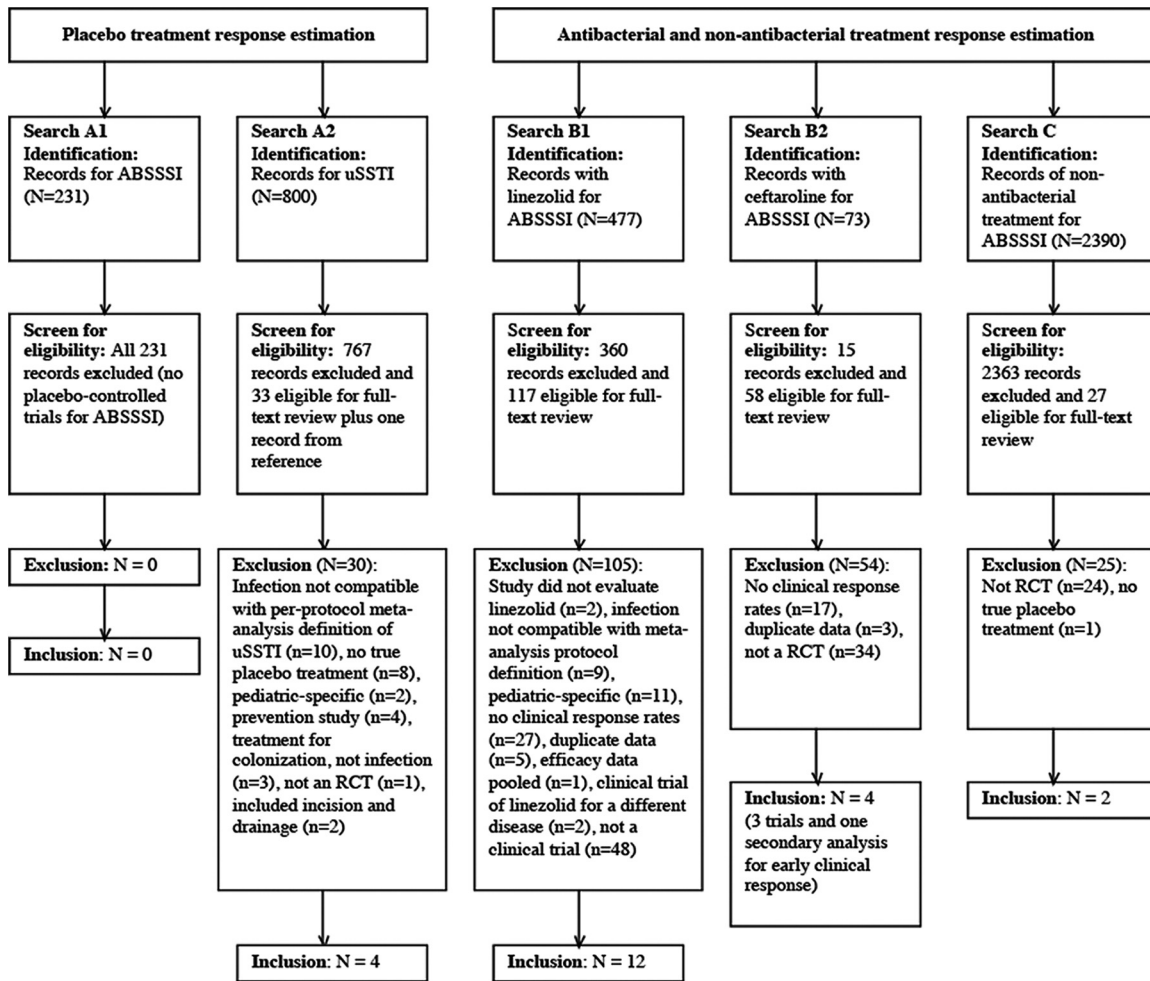 Placebo treatment response estimation
Antibacterial and non-antibacterial treatment response estimation
Search A1
Identification:
Records for ABSSSI
(N=231)
Search A2
Identification:
Records for uSSTI
(N=800)
Search B1
Identification:
Records with
linezolid for
ABSSSI (N=477)
Search B2
Identification:
Records with
ceftaroline for
ABSSSI (N=73)
Search C
Identification:
Records of non-
antibacterial
treatment for
ABSSSI (N=2390)
Screen for
eligibility: All 231
records excluded (no
placebo-controlled
trials for ABSSSI)
Screen for
eligibility: 767
records excluded and
33 eligible for full-
text review plus one
record from
reference
Screen for
eligibility: 360
records excluded and
117 eligible for full-
text review
Screen for
eligibility: 15
records excluded and
58 eligible for full-
text review
Screen for
eligibility:
2363 records
excluded and 27
eligible for full-text
review
Exclusion: N = 0
Inclusion: N = 0
Exclusion (N=30):
Infection not compatible
with per-protocol meta-
analysis definition of
uSSTI (n=10), no true
placebo treatment (n=8),
pediatric-specific (n=2),
prevention study (n=4),
treatment for
colonization, not infection
(n=3), not an RCT (n=1),
included incision and
drainage (n=2)
Inclusion: N = 4
Exclusion (N=105):
Study did not evaluate
linezolid (n=2), infection
not compatible with meta-
analysis protocol
definition (n=9),
pediatric-specific (n=11),
no clinical response rates
(n=27), duplicate data
(n=5), efficacy data
pooled (n=1), clinical trial
of linezolid for a different
disease (n=2), not a
clinical trial (n=48)
Inclusion: N = 12
Exclusion (N=54):
No clinical response
rates (n=17),
duplicate data (n=3),
not a RCT (n=34)
Inclusion: N = 4
(3 trials and one
secondary analysis
for early clinical
response)
Exclusion (N=25):
Not RCT (n=24), no
true placebo
treatment (n=1)
Inclusion: N = 2